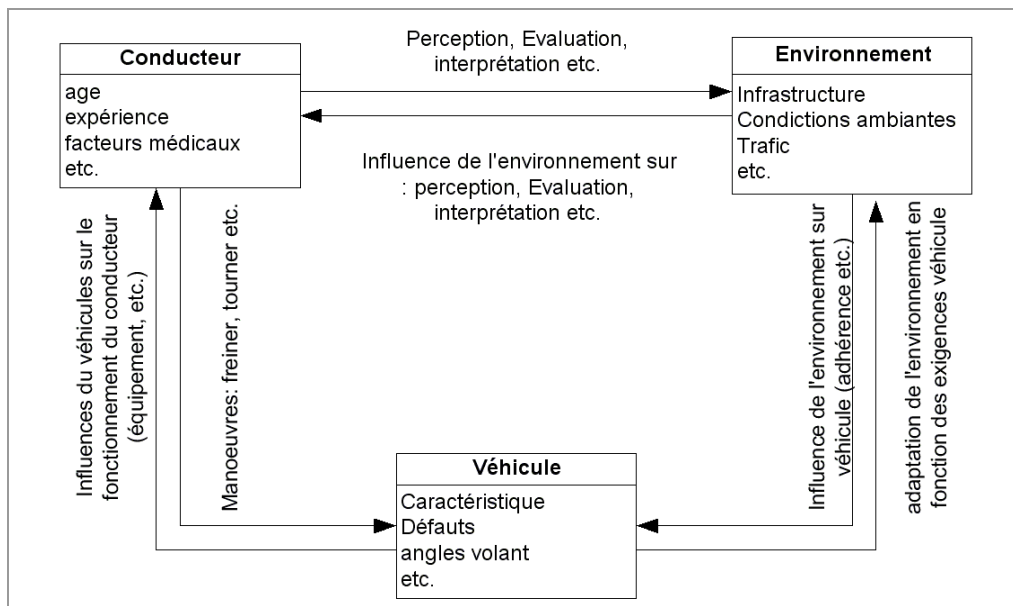 Conducteur
age
expérience
facteurs médicaux
etc.
Perception, Evaluation,
interprétation etc.
Environnement
Infrastructure
Condictions ambiantes
Trafic
etc.
Influence de l'environnement sur
: perception, Evaluation,
interprétation etc.
Influences du véhicules sur le
fonctionnement du conducteur
(équipement, etc.)
Manoeuvres: freiner, tourner etc.
Influence de l'environnement sur
véhicule (adhérence etc.)
adaptation de l'environnement en
fonction des exigences véhicule
Véhicule
Caractéristique
Défauts
angles volant
etc.